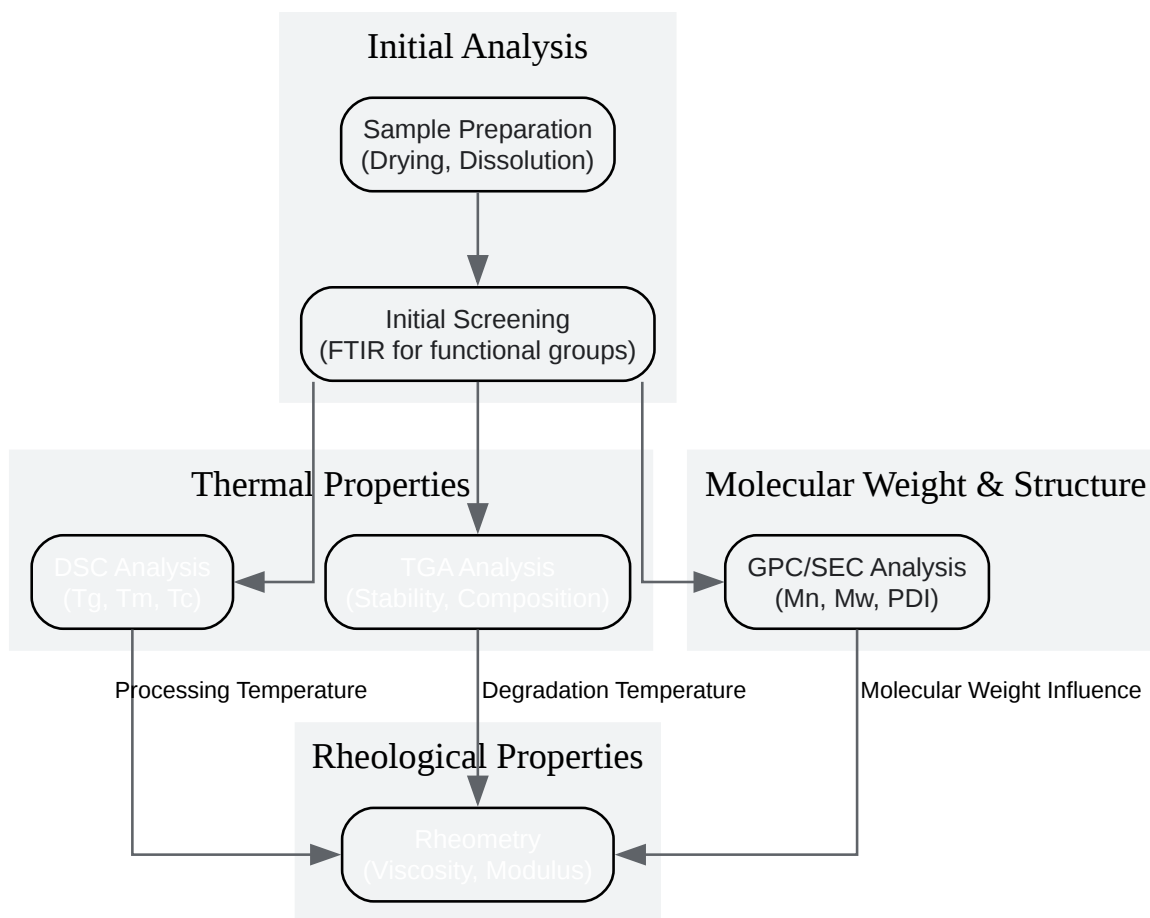 Initial Analysis
Sample Preparation
(Drying, Dissolution)
Initial Screening
(FTIR for functional groups)
Thermal Properties
Molecular Weight & Structure
DSC Analysis
(Tg, Tm, Tc)
TGA Analysis
(Stability, Composition)
GPC/SEC Analysis
(Mn, Mw, PDI)
Processing Temperature
Degradation Temperature
Molecular Weight Influence
Rheological Properties
Rheometry
(Viscosity, Modulus)